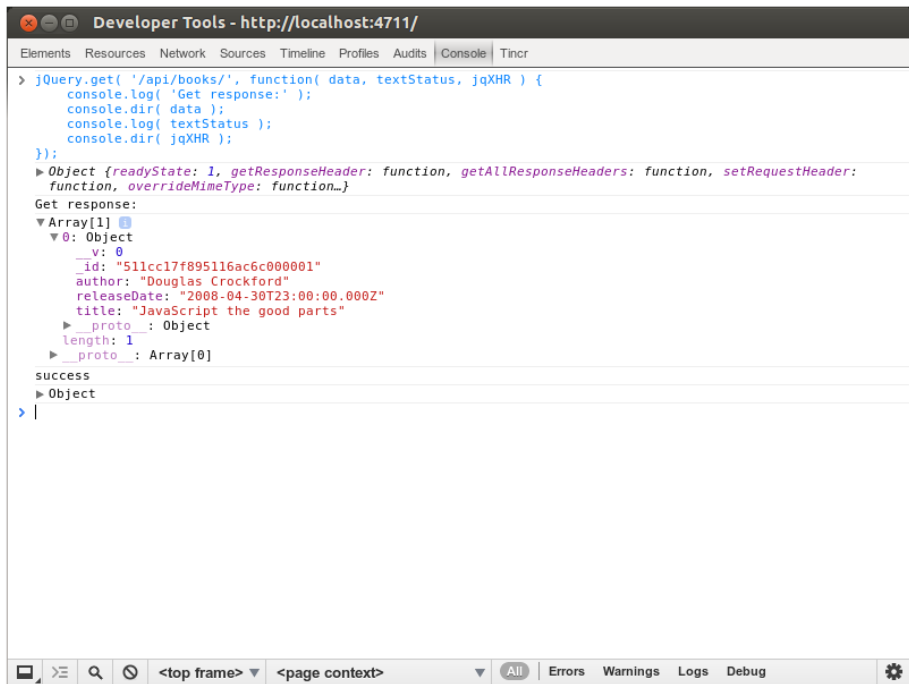 Developer Tools - http://localhost:4711/
Elements Resources Network Sources Timeline Profiles Audits Console Tincr
> jQuery.get( '/api/books/', function( data, textStatus, jqXHR ) {
console.log( 'Get response:' );
console.dir( data );
console.log( textStatus );
console.dir( jqXHR );
});
▶ Object {readyState: 1, getResponseHeader: function, getAllResponseHeaders: function, setRequestHeader:
function, overrideMimeType: function…}
Get response:
▼ Array[1] i
▼ 0: Object
__v: 0
_id: "511cc17f895116ac6c000001"
author: "Douglas Crockford"
releaseDate: "2008-04-30T23:00:00.000Z"
title: "JavaScript the good parts"
▶ __proto__: Object
length: 1
▶ __proto__: Array[0]
success
▶ Object
>
<top frame> ▼ <page context> ▼ All Errors Warnings Logs Debug